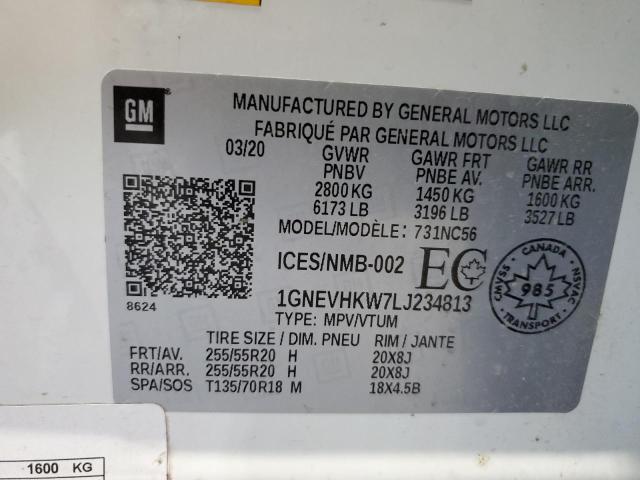 GM
MANUFACTURED BY GENERAL MOTORS LLC
FABRIQUÉ PAR GENERAL MOTORS LLC
03/20 GVWR GAWR FRT GAWR RR
PNBV PNBE AV. PNBE ARR.
2800 KG 1450 KG 1600 KG
6173 LB 3196 LB 3527 LB
MODEL/MODÈLE: 731NC56
ICES/NMB-002 EC
CANADA
CMVSS 985 NSVAC
TRANSPORT
8624
1GNEVHKW7LJ234813
TYPE: MPV/VTUM
TIRE SIZE / DIM. PNEU RIM / JANTE
FRT/AV. 255/55R20 H 20X8J
RR/ARR. 255/55R20 H 20X8J
SPA/SOS T135/70R18 M 18X4.5B
1600 KG